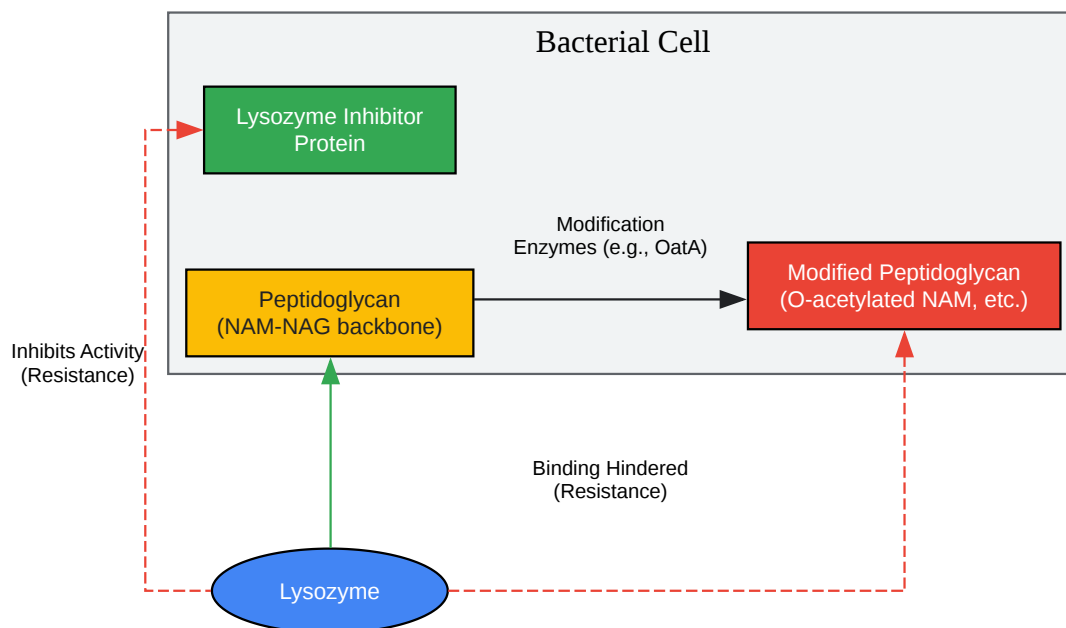 Bacterial Cell
Lysozyme Inhibitor
Protein
Modification
Enzymes (e.g., OatA)
Peptidoglycan
(NAM-NAG backbone)
Modified Peptidoglycan
(O-acetylated NAM, etc.)
Inhibits Activity
(Resistance)
Binding Hindered
(Resistance)
Lysozyme